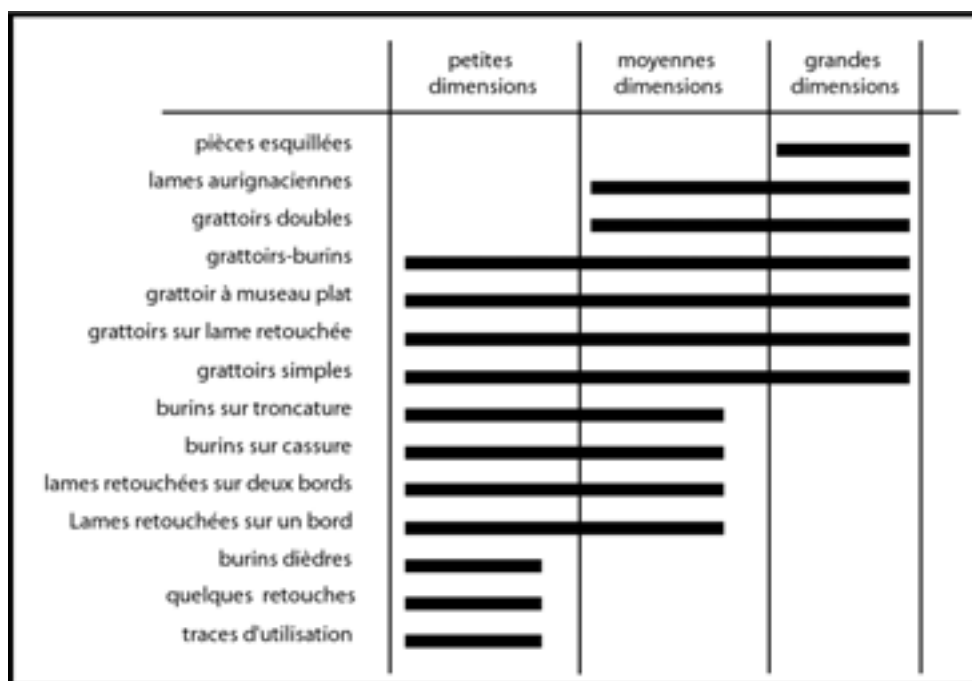 petites
dimensions
moyennes
dimensions
grandes
dimensions
pièces esquillées
lames aurignaciennes
grattoirs doubles
grattoirs-burins
grattoir à museau plat
grattoirs sur lame retouchée
grattoirs simples
burins sur troncature
burins sur cassure
lames retouchées sur deux bords
Lames retouchées sur un bord
burins dièdres
quelques retouches
traces d'utilisation